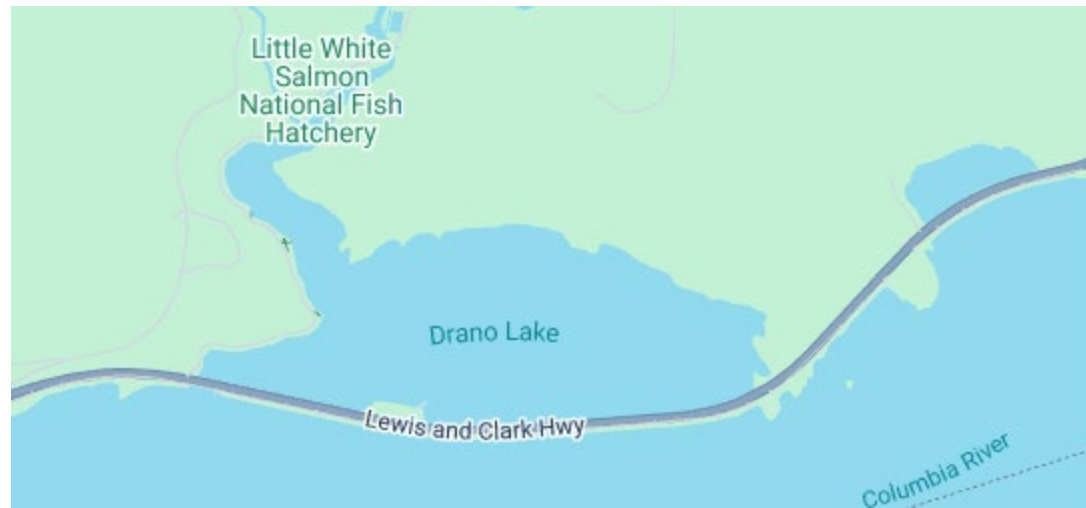 Little White
Salmon
National Fish
Hatchery
Drano Lake
Lewis and Clark Hwy
Columbia River